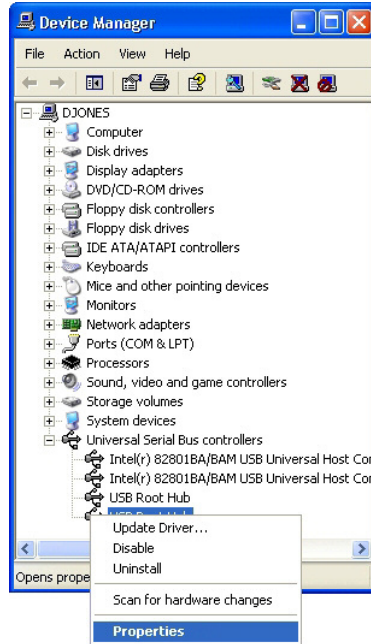 Device Manager
File Action View Help
DJONES
Computer
Disk drives
Display adapters
DVD/CD-ROM drives
Floppy disk controllers
Floppy disk drives
IDE ATA/ATAPI controllers
Keyboards
Mice and other pointing devices
Monitors
Network adapters
Ports (COM & LPT)
Processors
Sound, video and game controllers
Storage volumes
System devices
Universal Serial Bus controllers
Intel(r) 82801BA/BAM USB Universal Host Cor
Intel(r) 82801BA/BAM USB Universal Host Cor
USB Root Hub
USB Root Hub
Update Driver...
Disable
Uninstall
Opens prope
Scan for hardware changes
Properties